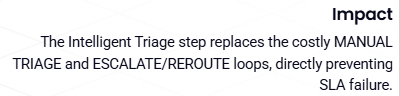 Impact
The Intelligent Triage step replaces the costly MANUAL
TRIAGE and ESCALATE/REROUTE loops, directly preventing
SLA failure.